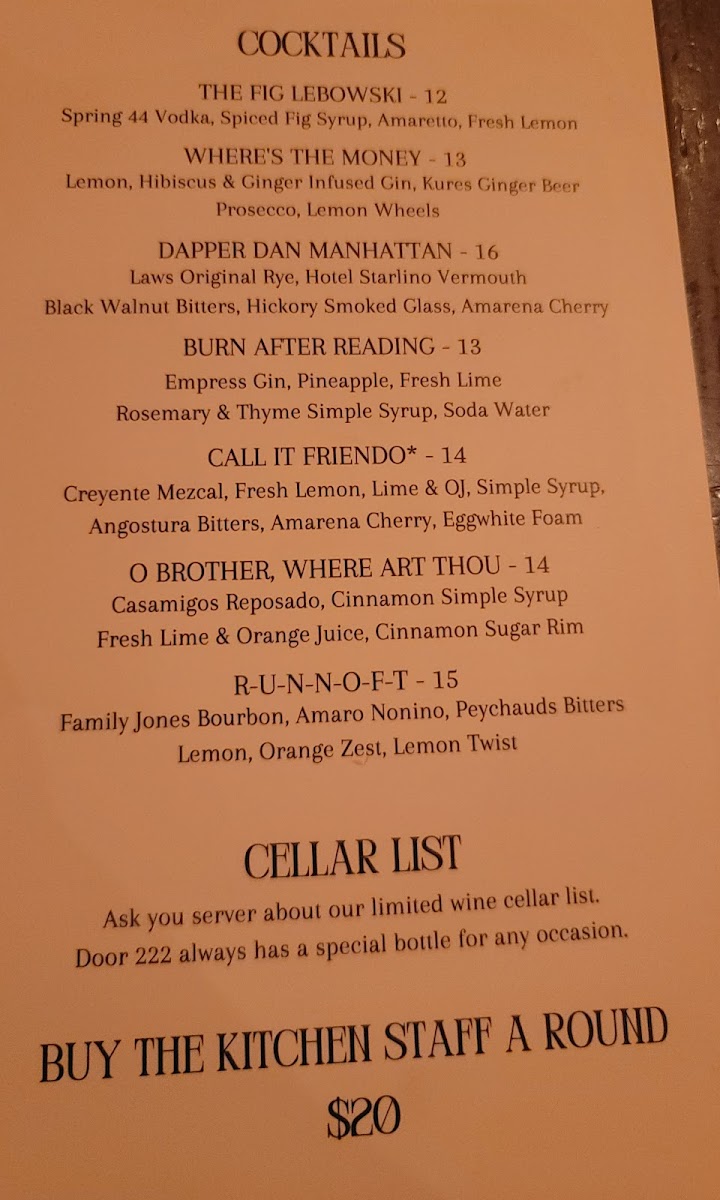 COCKTAILS
THE FIG LEBOWSKI - 12
Spring 44 Vodka, Spiced Fig Syrup, Amaretto, Fresh Lemon
WHERE'S THE MONEY - 13
Lemon, Hibiscus & Ginger Infused Gin, Kures Ginger Beer
Prosecco, Lemon Wheels
DAPPER DAN MANHATTAN - 16
Laws Original Rye, Hotel Starlino Vermouth
Black Walnut Bitters, Hickory Smoked Glass, Amarena Cherry
BURN AFTER READING - 13
Empress Gin, Pineapple, Fresh Lime
Rosemary & Thyme Simple Syrup, Soda Water
CALL IT FRIENDO* - 14
Creyente Mezcal, Fresh Lemon, Lime & OJ, Simple Syrup,
Angostura Bitters, Amarena Cherry, Eggwhite Foam
O BROTHER, WHERE ART THOU - 14
Casamigos Reposado, Cinnamon Simple Syrup
Fresh Lime & Orange Juice, Cinnamon Sugar Rim
R-U-N-N-O-F-T - 15
Family Jones Bourbon, Amaro Nonino, Peychauds Bitters
Lemon, Orange Zest, Lemon Twist
CELLAR LIST
Ask you server about our limited wine cellar list.
Door 222 always has a special bottle for any occasion.
BUY THE KITCHEN STAFF A ROUND
$20